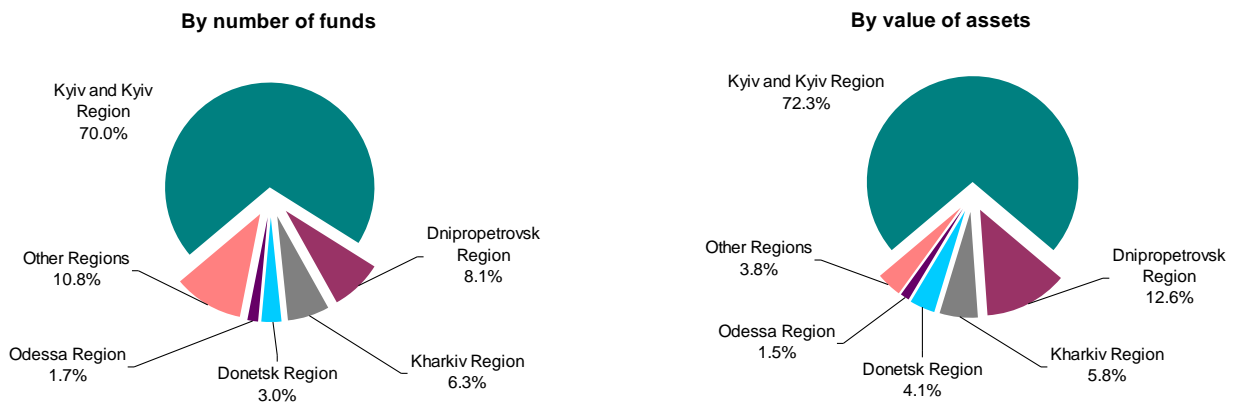 By number of funds
Kyiv and Kyiv
Region
70.0%
Dnipropetrovsk
Region
8.1%
Other Regions
10.8%
Odessa Region
1.7%
Donetsk Region
3.0%
Kharkiv Region
6.3%
By value of assets
Kyiv and Kyiv Region
72.3%
Other Regions
3.8%
Dnipropetrovsk
Region
12.6%
Odessa Region
1.5%
Donetsk Region
4.1%
Kharkiv Region
5.8%